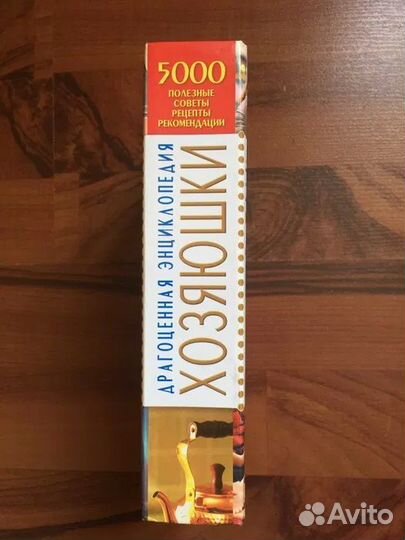 5000
ПОЛЕЗНЫЕ
СОВЕТЫ
РЕЦЕПТЫ
РЕКОМЕНДАЦИИ
ДРАГОЦЕННАЯ ЭНЦИКЛОПЕДИЯ
ХОЗЯЮШКИ
Avito